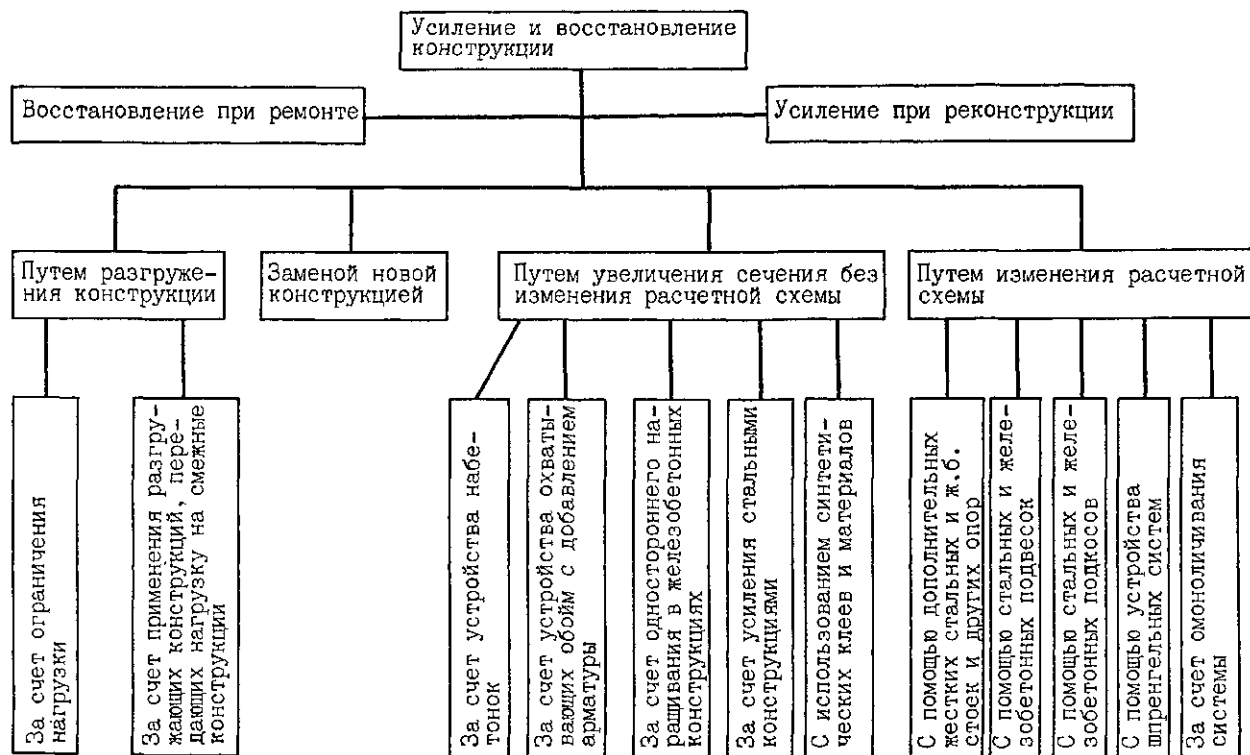 Усиление и восстановление
конструкции
Восстановление при ремонте
Усиление при реконструкции
Путем разгруже-
ния конструкции
Заменой новой
конструкцией
Путем увеличения сечения без
изменения расчетной схемы
Путем изменения расчетной
схемы
За счет ограничения
нагрузки
За счет применения разгру-
жающих конструкций, пере-
дающих нагрузку на смежные
конструкции
За счет устройства набе-
тонок
За счет устройства охваты-
вающих обойм с добавлением
арматуры
За счет одностороннего на-
ращивания в железобетонных
конструкциях
За счет усиления стальными
конструкциями
С использованием синтети-
ческих клеев и материалов
С помощью дополнительных
жестких стальных и ж.б.
стоек и других опор
С помощью стальных и желе-
зобетонных подвесок
С помощью стальных и желе-
зобетонных подкосов
С помощью устройства
шпренгельных систем
За счет омоноличивания
системы